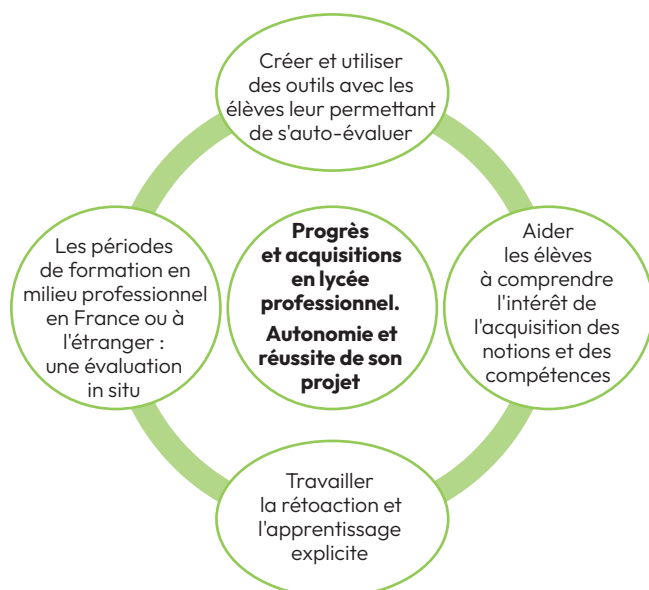 Créer et utiliser
des outils avec les
élèves leur permettant
de s'auto-évaluer
Les périodes
de formation en
milieu professionnel
en France ou à
l'étranger :
une évaluation
in situ
Progrès
et acquisitions
en lycée
professionnel.
Autonomie et
réussite de son
projet
Aider
les élèves
à comprendre
l'intérêt de
l'acquisition des
notions et des
compétences
Travailler
la rétoaction et
l'apprentissage
explicite